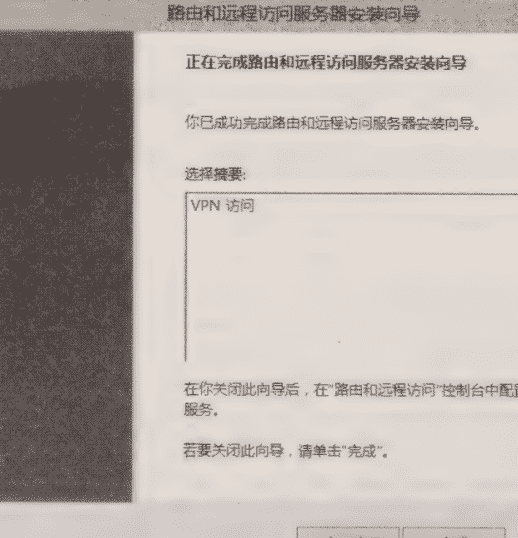 路由和远程访问服务器安装向导
正在完成路由和远程访问服务器安装向导
你已成功完成路由和远程访问服务器安装向导。
选择摘要:
VPN 访问
在你关闭此向导后，在"路由和远程访问"控制台中配置
服务。
若要关闭此向导，请单击"完成"。